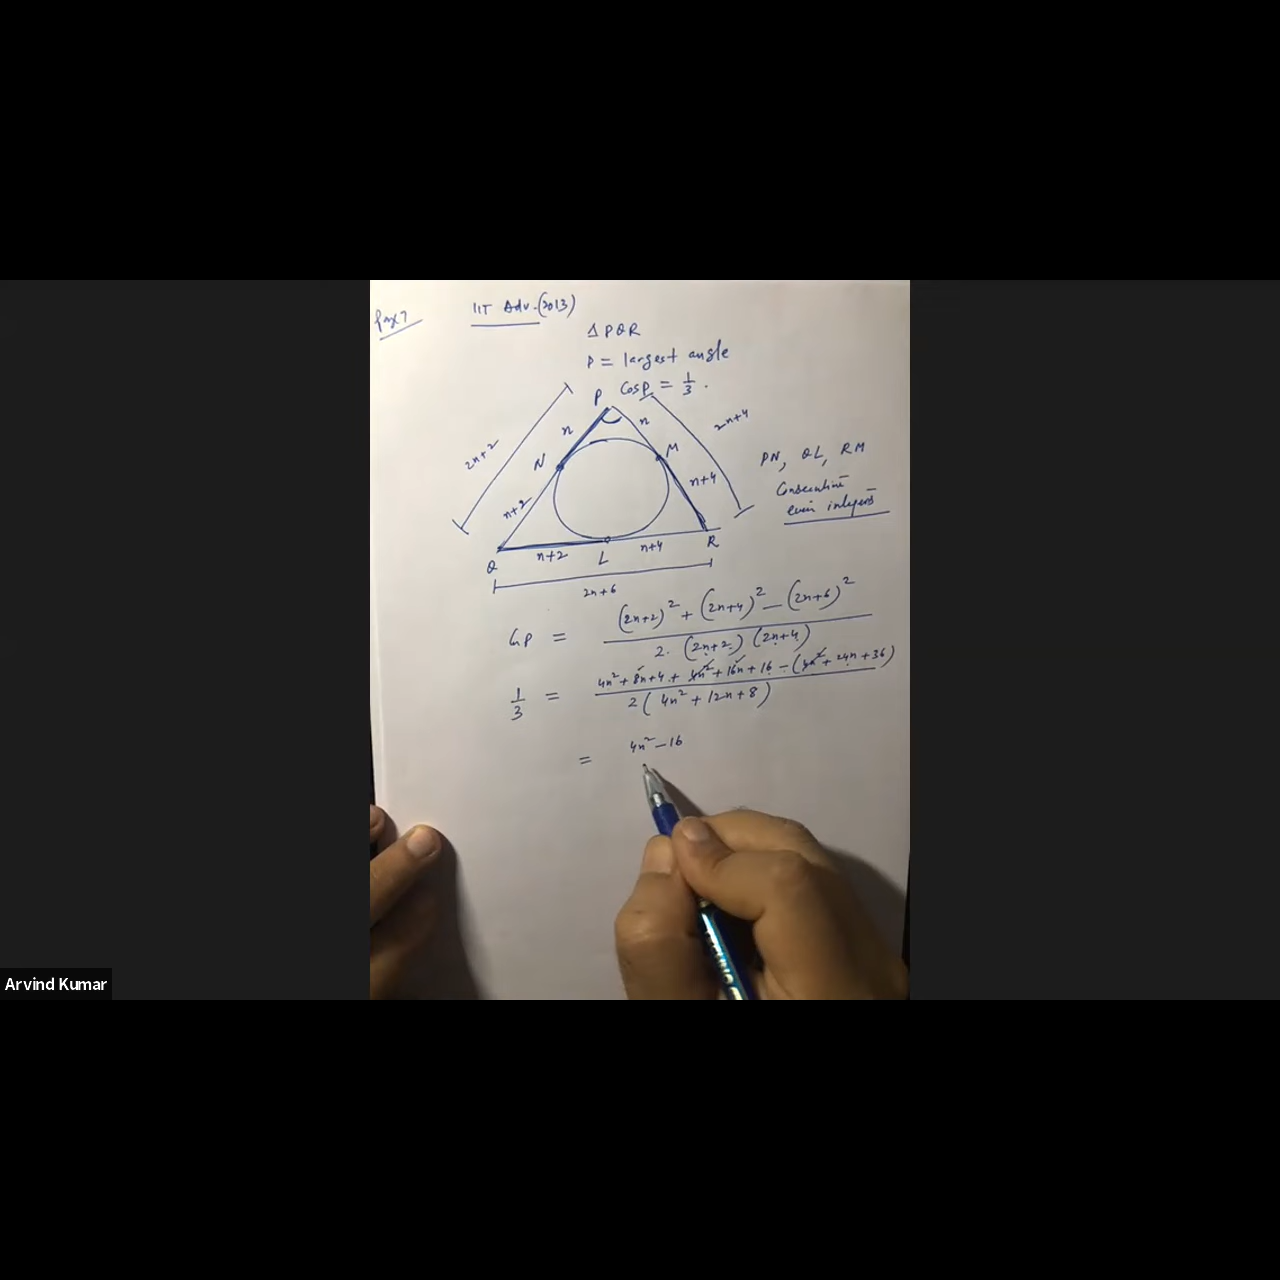 Page 7
IIT Adv. (2013)
Δ PQR
P = largest angle
Cos P = 1/3 .
P
n
n
2n+2
2n+4
N
M
n+2
n+4
PN, QL, RM
Consecutive
even integers
Q
n+2
L
n+4
R
2n+6
Cos P = ((2n+2)² + (2n+4)² − (2n+6)²) / (2. (2n+2) (2n+4))
1/3 = (4n² + 8n + 4 + 4n² + 16n + 16 − (4n² + 24n + 36)) / (2 (4n² + 12n + 8))
= 4n² − 16
Arvind Kumar